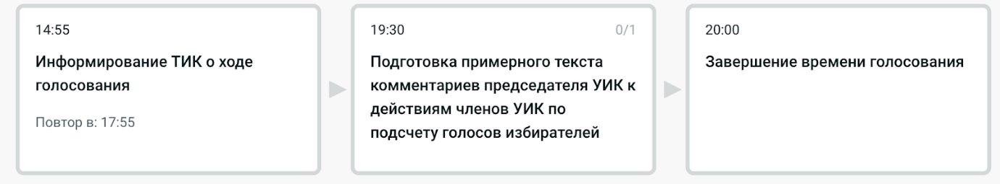 14:55
Информирование ТИК о ходе
голосования
Повтор в: 17:55
19:30
0/1
Подготовка примерного текста
комментариев председателя УИК к
действиям членов УИК по
подсчету голосов избирателей
20:00
Завершение времени голосования